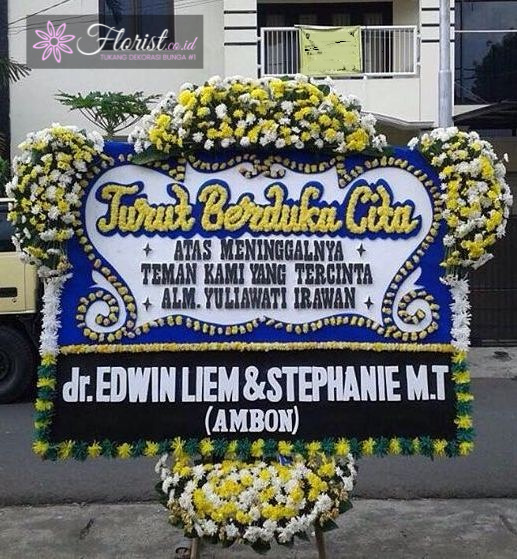 Florist.co.id
TUKANG DEKORASI BUNGA #1
Turut Berduka Cita
ATAS MENINGGALNYA
TEMAN KAMI YANG TERCINTA
ALM. YULIAWATI IRAWAN
dr. EDWIN LIEM & STEPHANIE M.T
(AMBON)